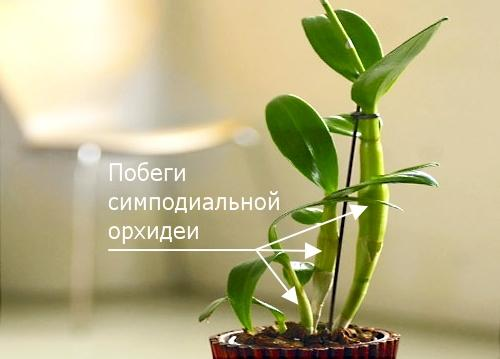 Побеги
симподиальной
орхидеи